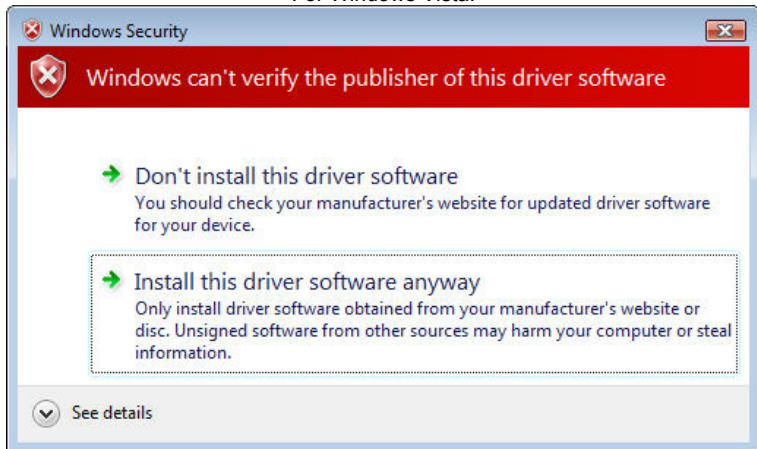 For Windows Vista:
Windows Security
Windows can't verify the publisher of this driver software
Don't install this driver software
You should check your manufacturer's website for updated driver software
for your device.
Install this driver software anyway
Only install driver software obtained from your manufacturer's website or
disc. Unsigned software from other sources may harm your computer or steal
information.
See details